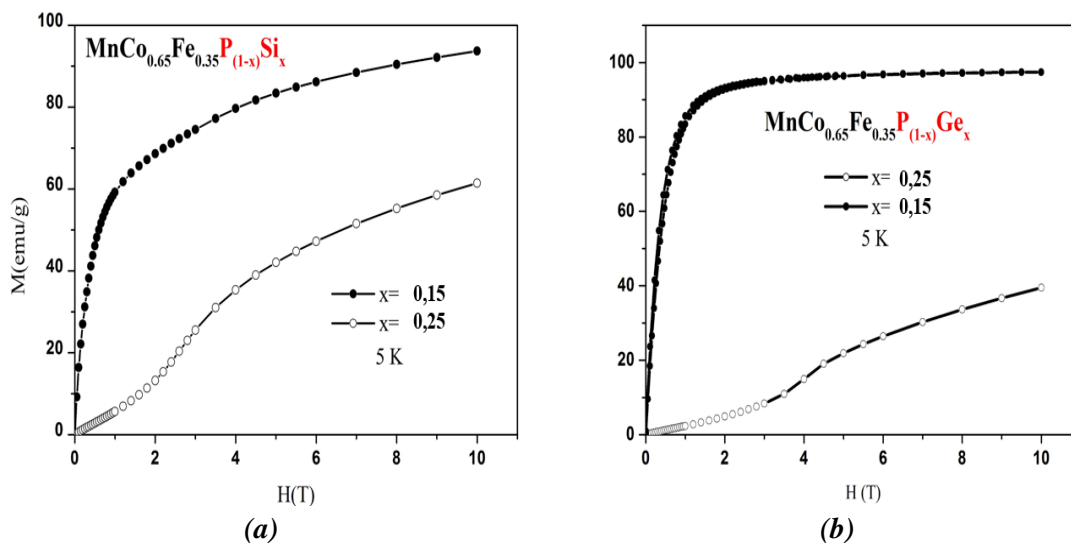 MnCo0.65Fe0.35P(1-x)Six
M(emu/g)
100
80
60
40
20
0
x= 0,15
x= 0,25
5 K
0 2 4 6 8 10
H(T)
(a)
MnCo0.65Fe0.35P(1-x)Gex
100
80
60
40
20
0
x= 0,25
x= 0,15
5 K
0 2 4 6 8 10
H (T)
(b)